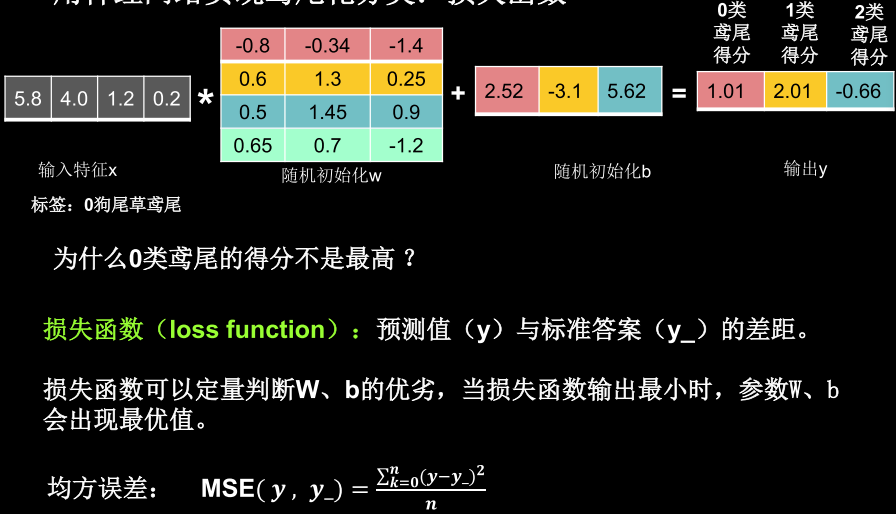 0类 1类 2类
鸢尾 鸢尾 鸢尾
得分 得分 得分
-0.8 -0.34 -1.4
0.6 1.3 0.25
5.8 4.0 1.2 0.2 * 0.5 1.45 0.9 + 2.52 -3.1 5.62 = 1.01 2.01 -0.66
0.65 0.7 -1.2
输入特征x 随机初始化w 随机初始化b 输出y
标签：0狗尾草鸢尾
为什么0类鸢尾的得分不是最高？
损失函数（loss function）：预测值（y）与标准答案（y_）的差距。
损失函数可以定量判断W、b的优劣，当损失函数输出最小时，参数W、b
会出现最优值。
均方误差： MSE(y, y_) = \frac{\sum_{k=0}^{n}(y-y_)^2}{n}